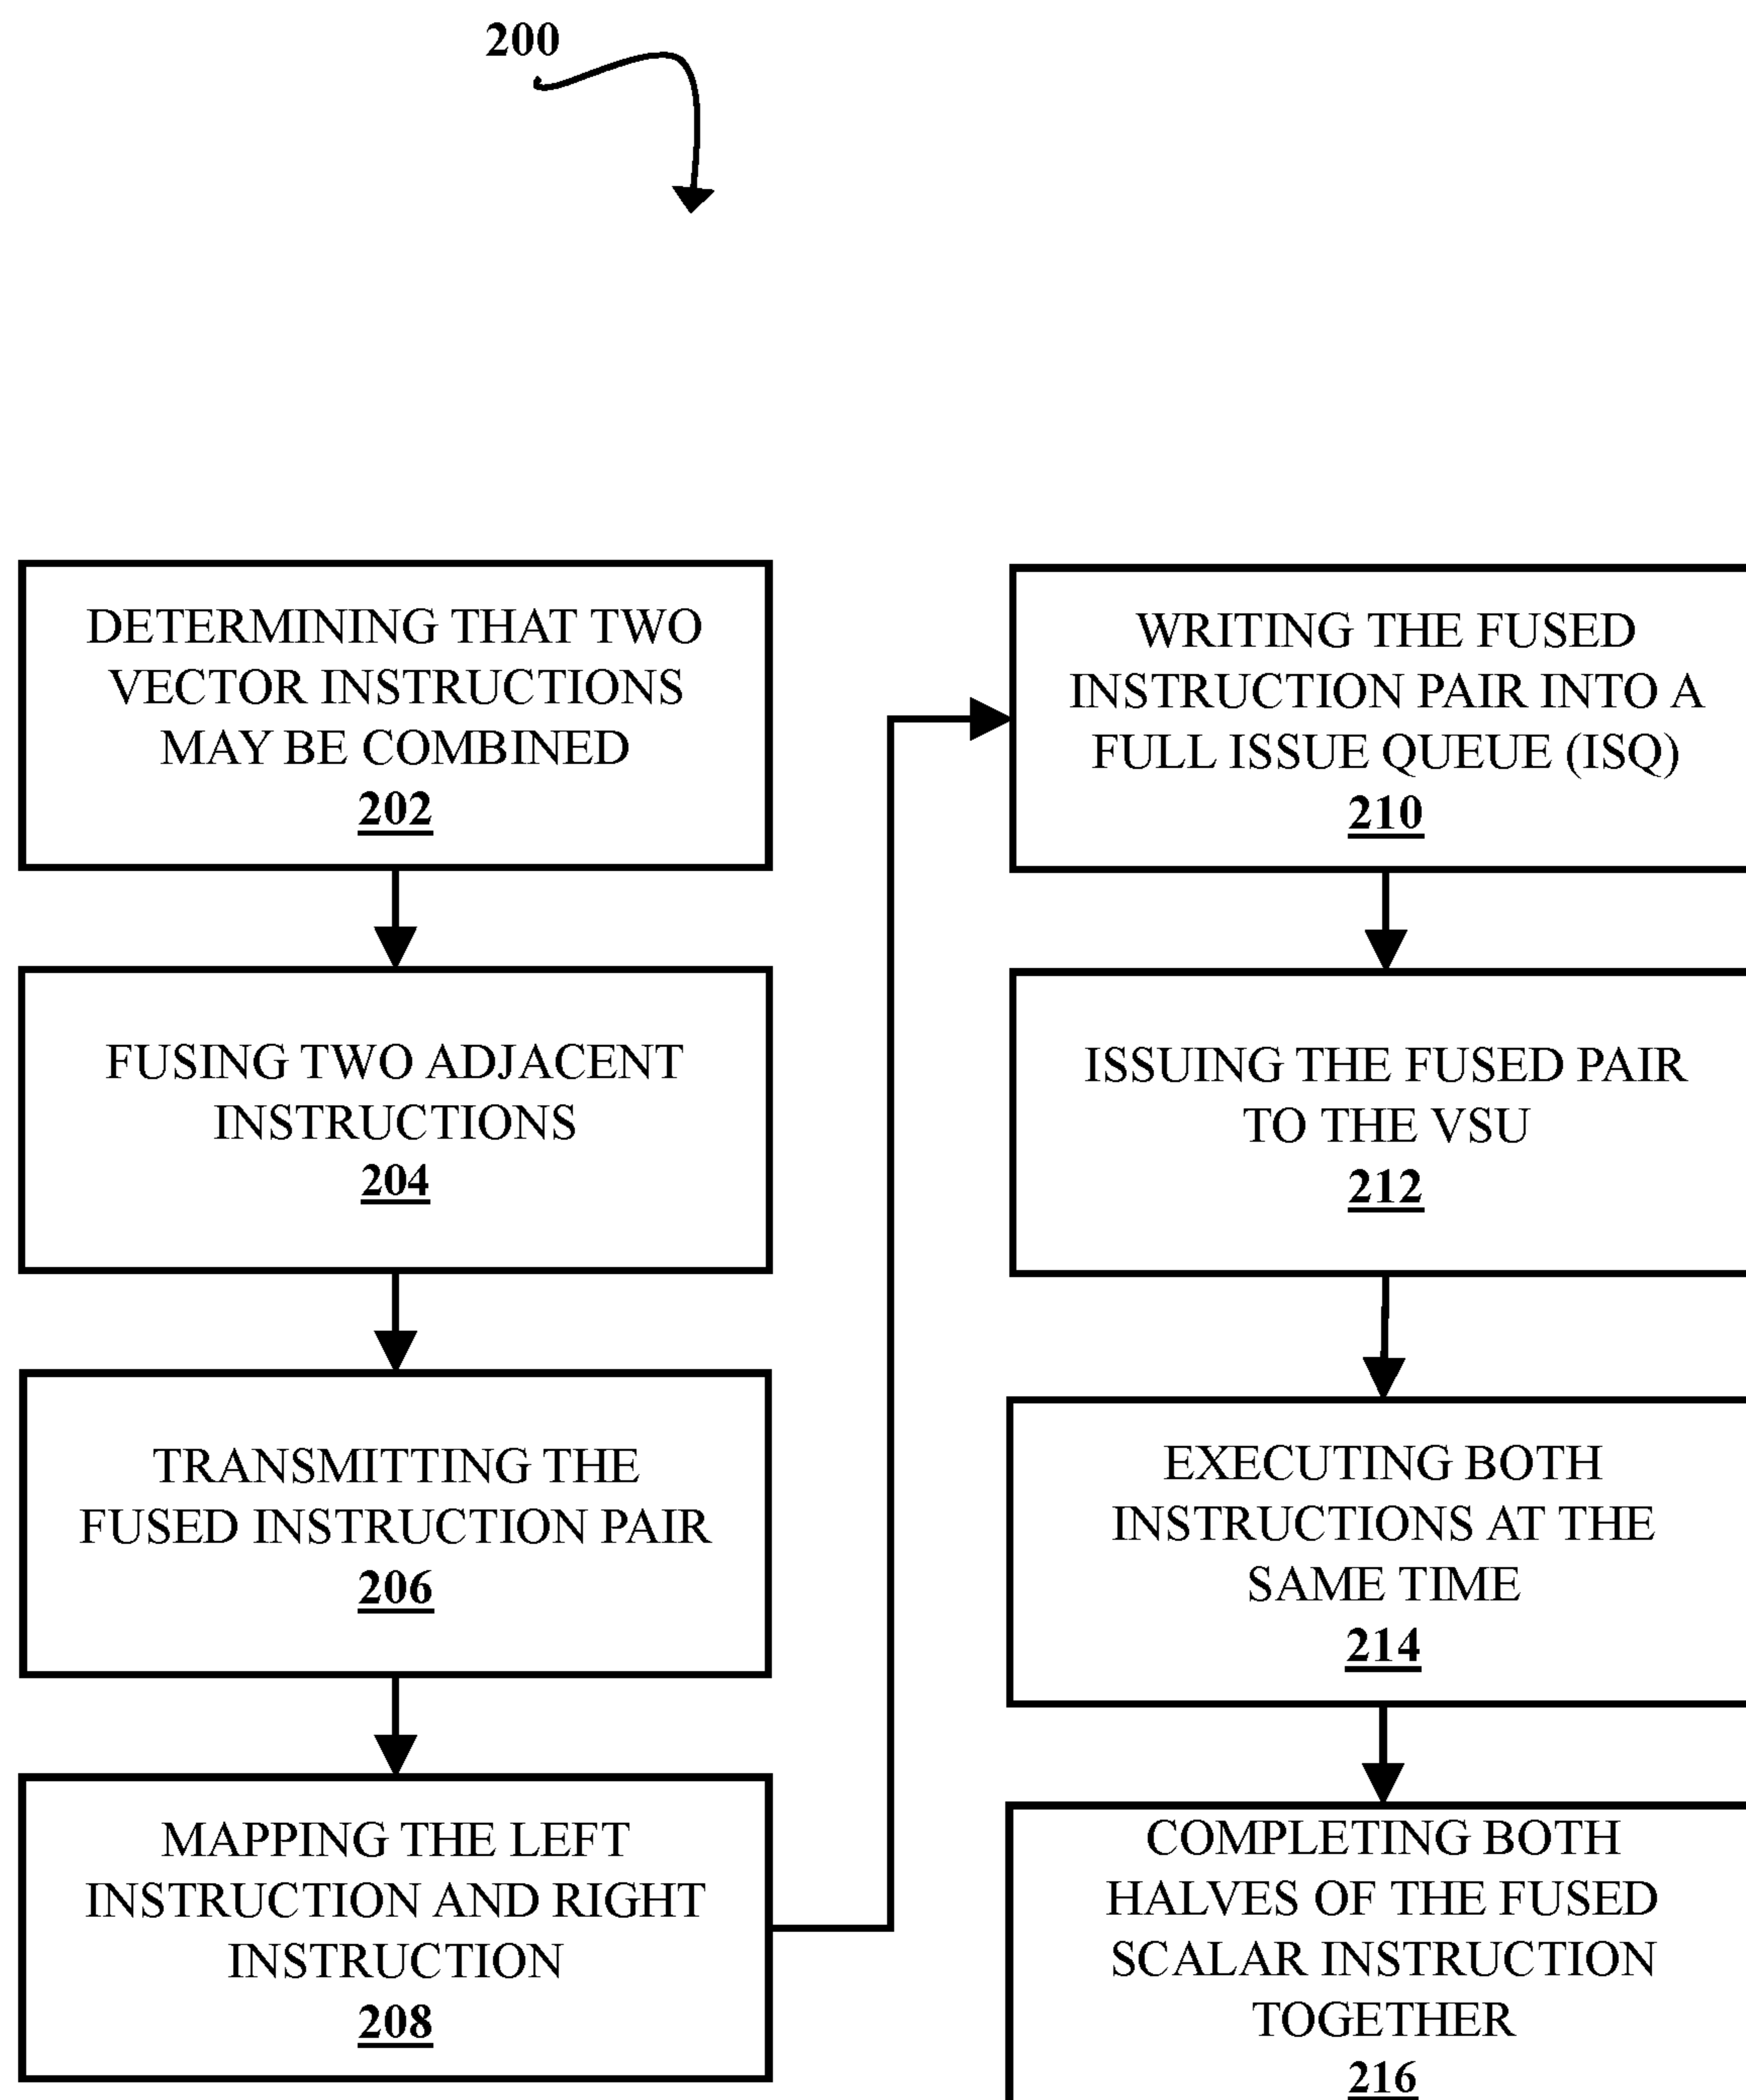 200
DETERMINING THAT TWO
VECTOR INSTRUCTIONS
MAY BE COMBINED
202
FUSING TWO ADJACENT
INSTRUCTIONS
204
TRANSMITTING THE
FUSED INSTRUCTION PAIR
206
MAPPING THE LEFT
INSTRUCTION AND RIGHT
INSTRUCTION
208
WRITING THE FUSED
INSTRUCTION PAIR INTO A
FULL ISSUE QUEUE (ISQ)
210
ISSUING THE FUSED PAIR
TO THE VSU
212
EXECUTING BOTH
INSTRUCTIONS AT THE
SAME TIME
214
COMPLETING BOTH
HALVES OF THE FUSED
SCALAR INSTRUCTION
TOGETHER
216